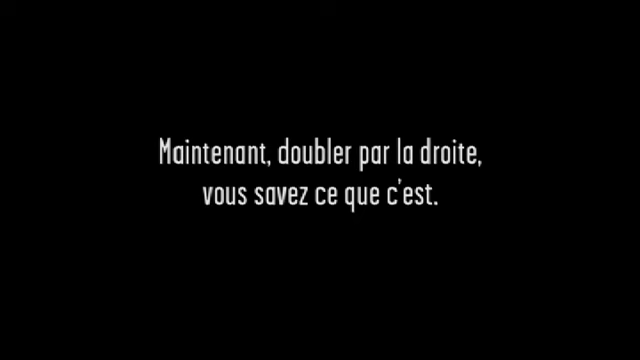 Maintenant, doubler par la droite,
vous savez ce que c'est.